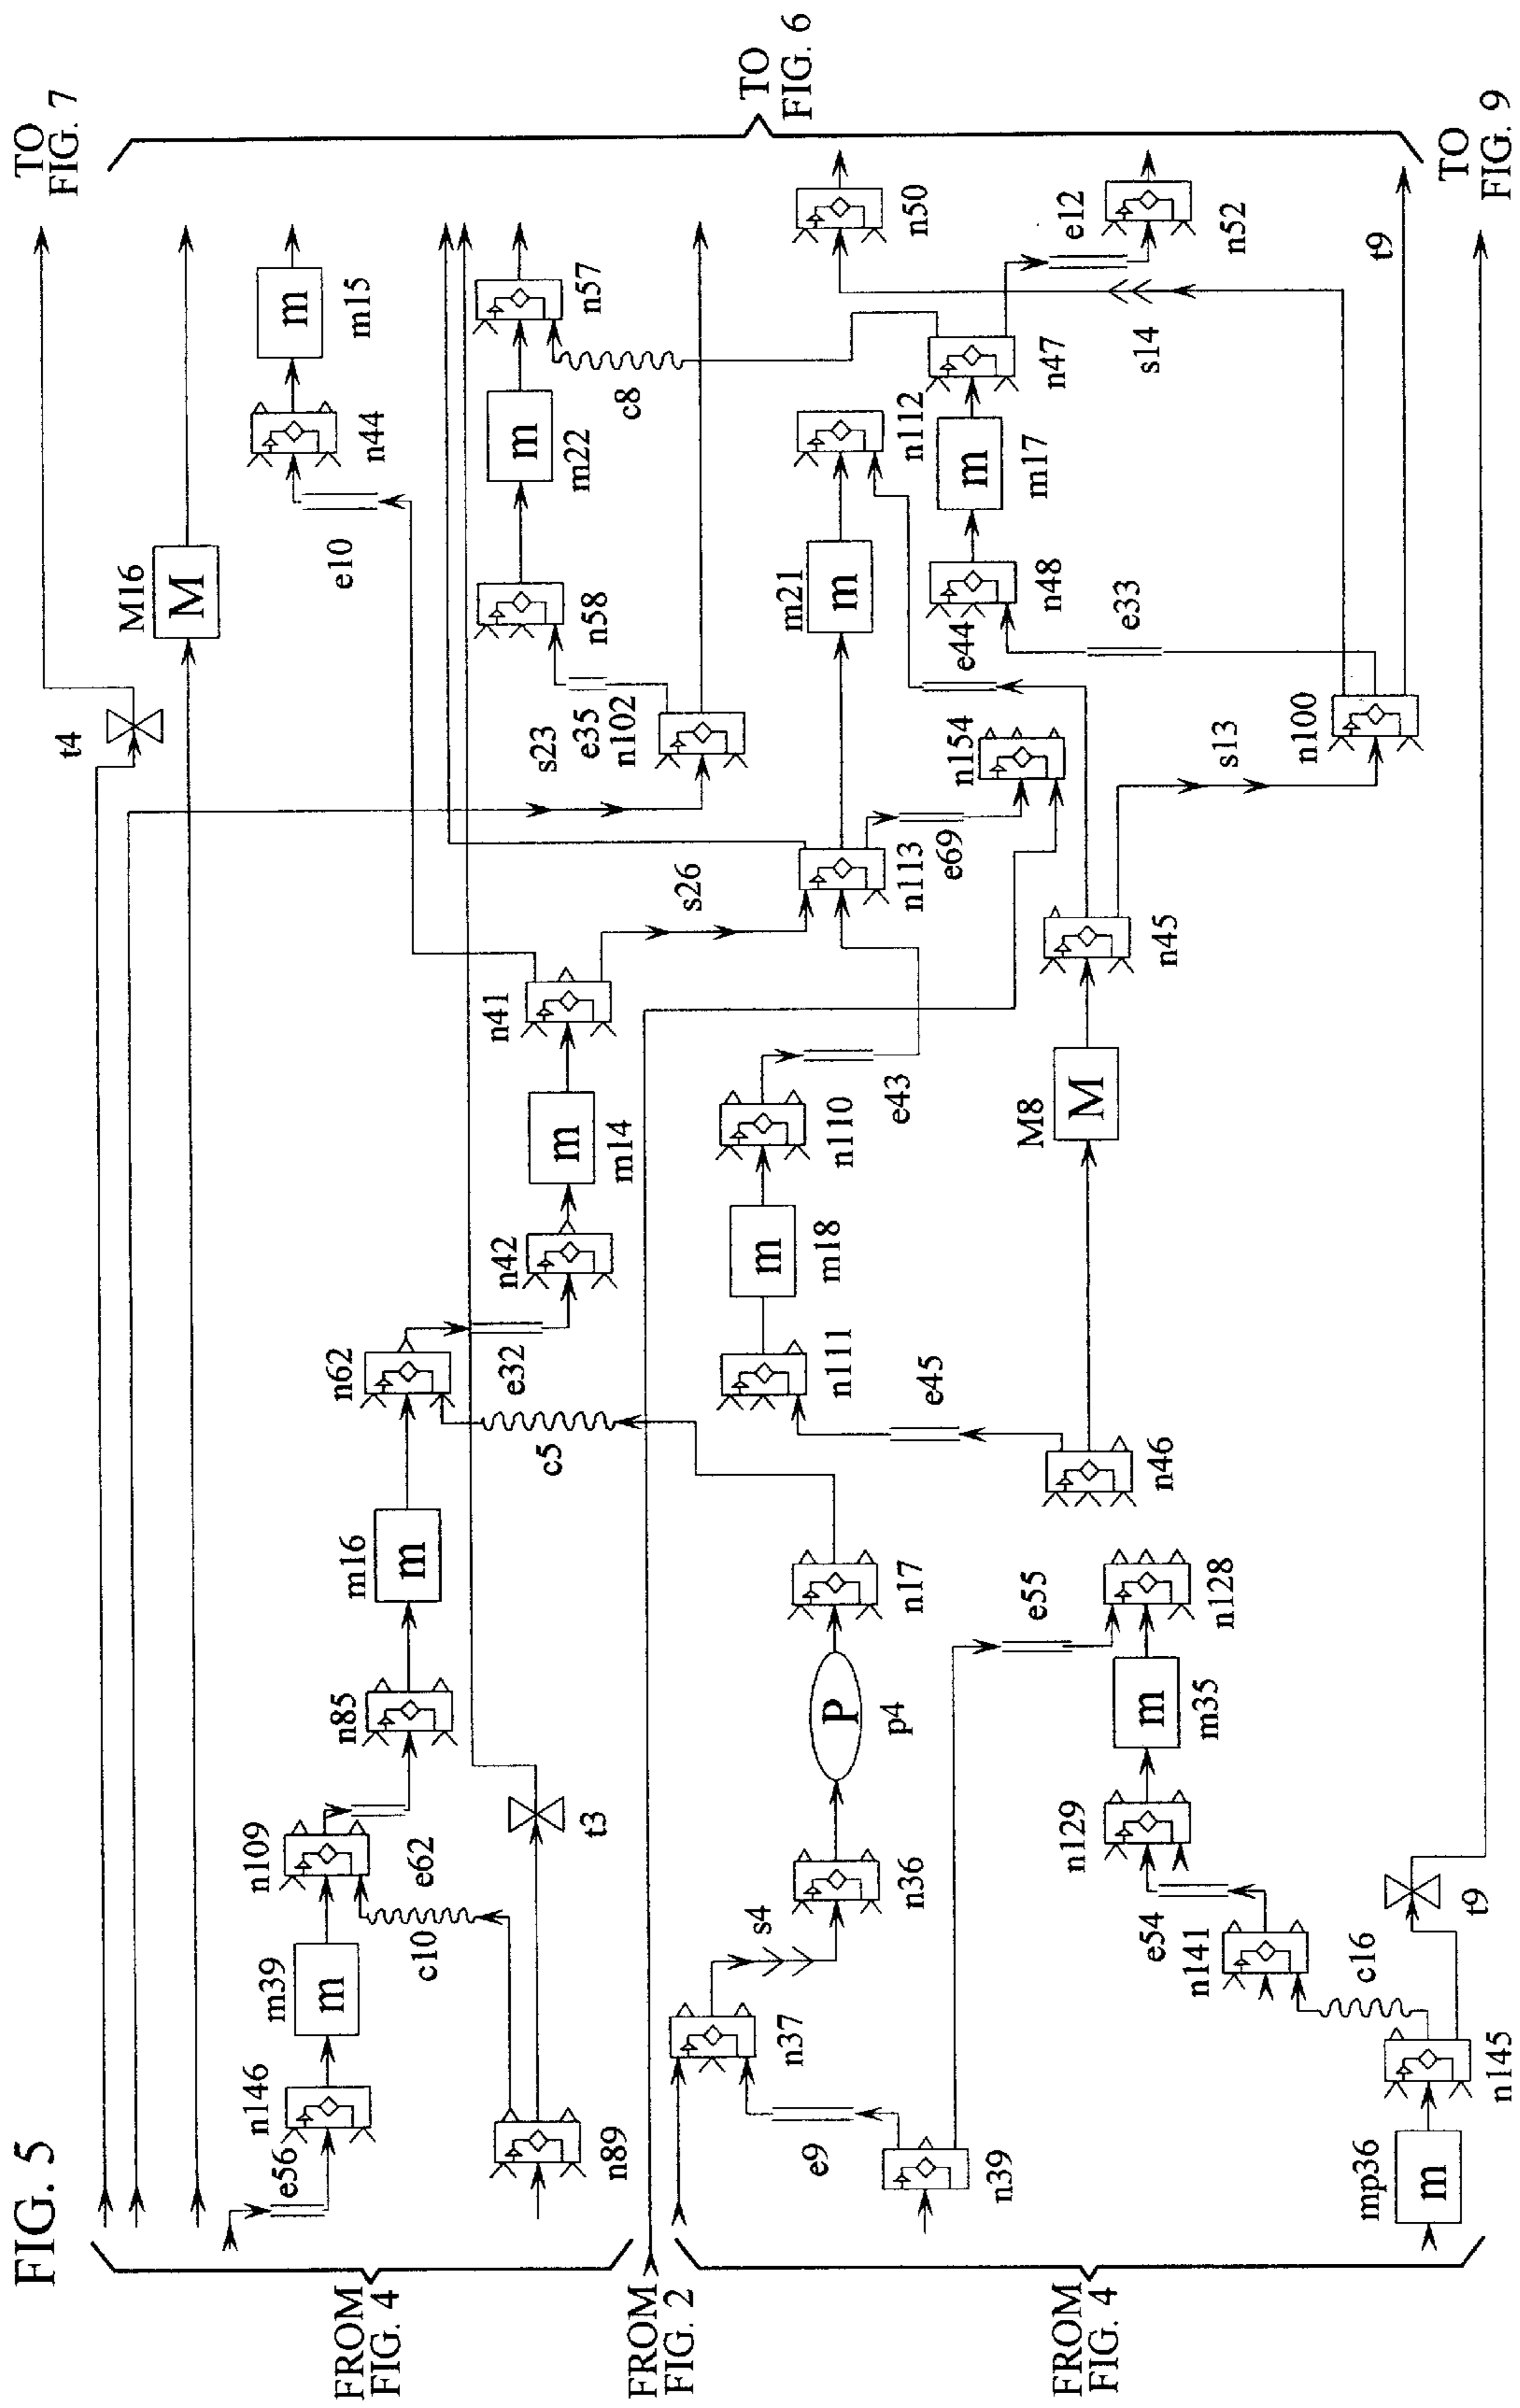 FIG. 5
TO
FIG. 7
TO
FIG. 6
TO
FIG. 9
FROM
FIG. 4
FROM
FIG. 2
FROM
FIG. 4
t4
M16
M
e10
n44
m
m15
e56
n146
m
m39
n109
c10
e62
n85
m
m16
n62
c5
e32
n42
m
m14
n41
s26
s23
e35
n102
n58
m
m22
n57
c8
n89
t3
n37
e9
n39
s4
n36
P
p4
n17
n111
m
m18
n110
e43
e45
n46
M
M8
n45
n113
e69
n154
m
m21
n112
e44
n48
m
m17
n47
e33
s13
n100
s14
n50
e12
n52
t9
e55
n128
m
m35
n129
e54
n141
c16
n145
m
mp36
t9